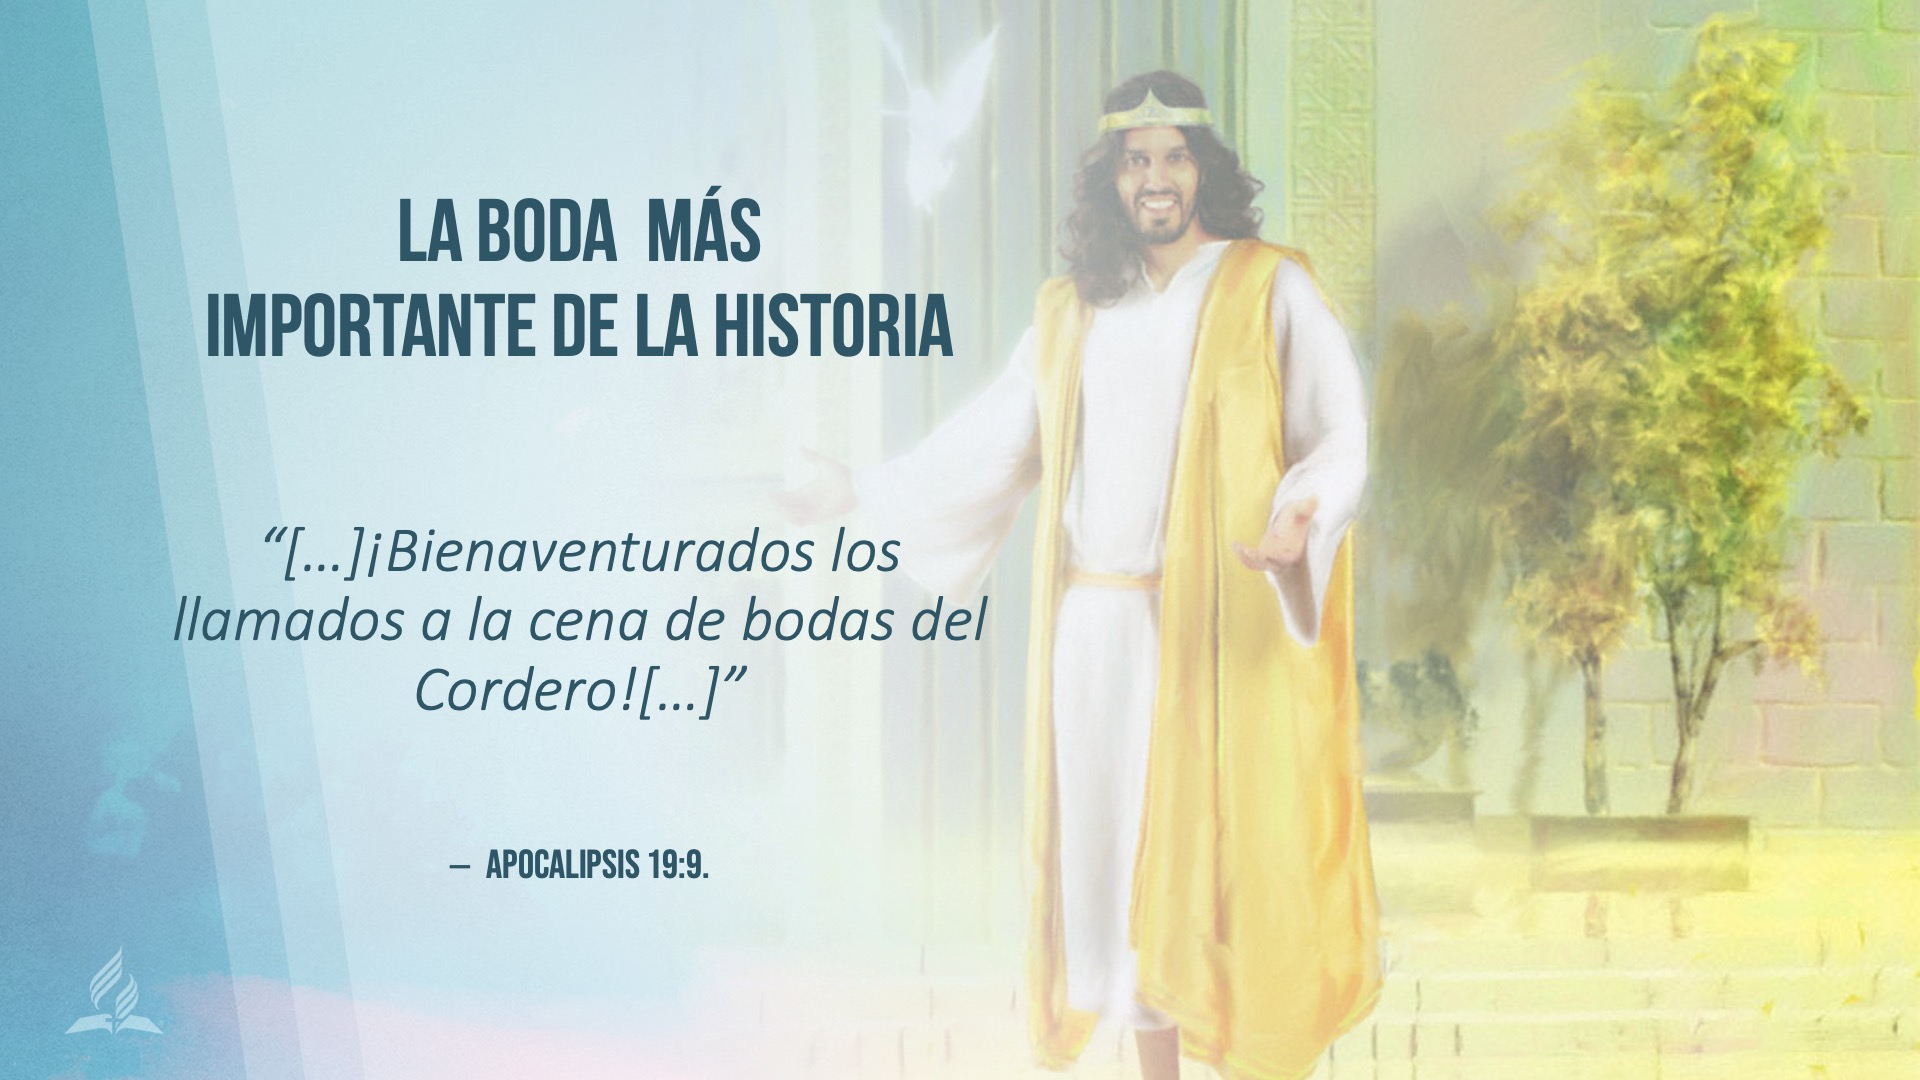 LA BODA MÁS
IMPORTANTE DE LA HISTORIA
“[…]¡Bienaventurados los
llamados a la cena de bodas del
Cordero![…]”
– APOCALIPSIS 19:9.